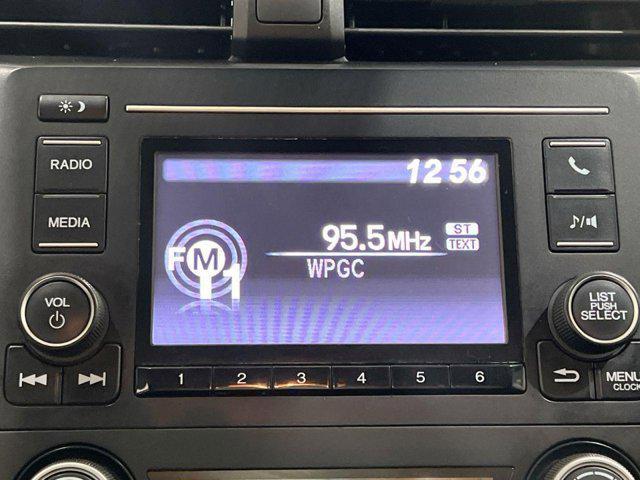 RADIO
MEDIA
VOL
12 56
95.5MHz
ST
TEXT
FM1
WPGC
LIST
PUSH
SELECT
1 2 3 4 5 6
MENU
CLOCK